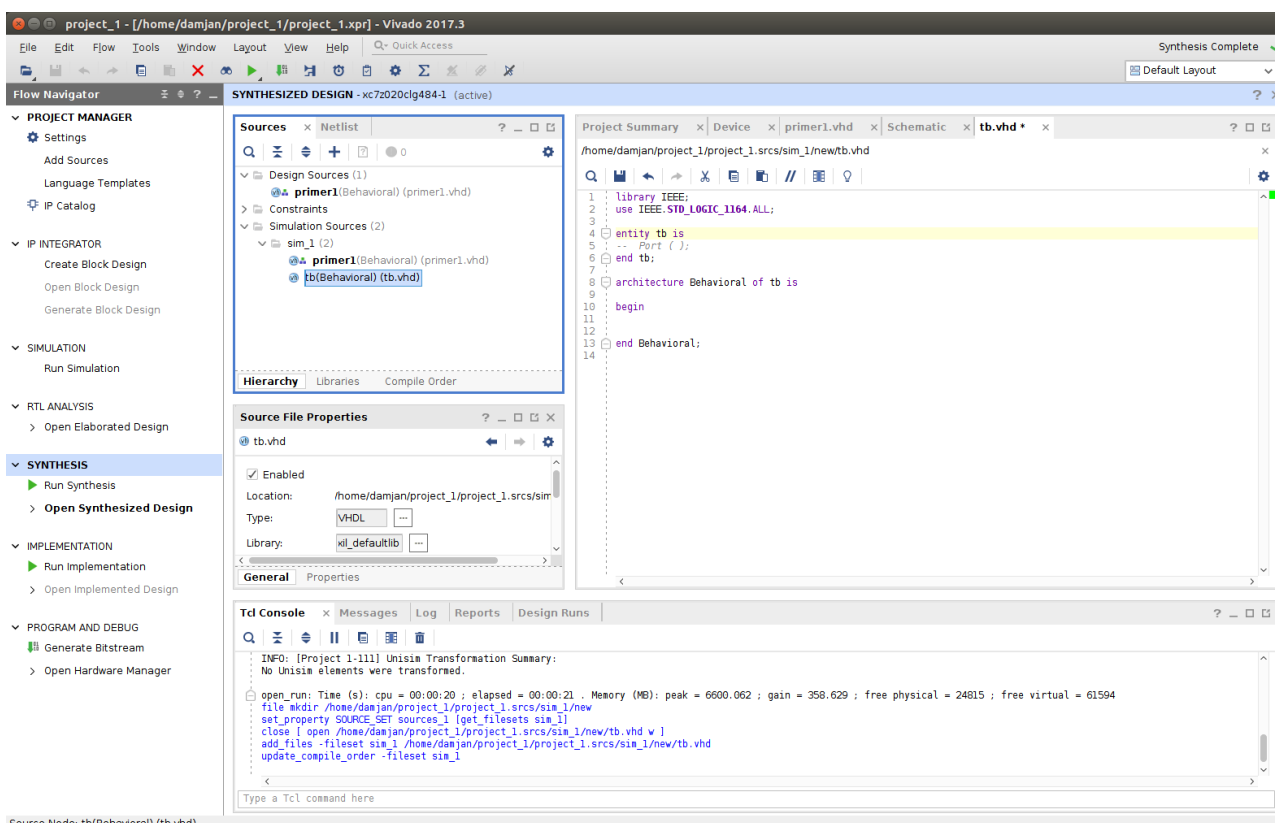 project_1 - [/home/damjan/project_1/project_1.xpr] - Vivado 2017.3
File Edit Flow Tools Window Layout View Help Quick Access
Synthesis Complete
Default Layout
Flow Navigator
PROJECT MANAGER
Settings
Add Sources
Language Templates
IP Catalog
IP INTEGRATOR
Create Block Design
Open Block Design
Generate Block Design
SIMULATION
Run Simulation
RTL ANALYSIS
Open Elaborated Design
SYNTHESIS
Run Synthesis
Open Synthesized Design
IMPLEMENTATION
Run Implementation
Open Implemented Design
PROGRAM AND DEBUG
Generate Bitstream
Open Hardware Manager
SYNTHESIZED DESIGN - xc7z020clg484-1 (active)
Sources Netlist
0
Design Sources (1)
primer1(Behavioral) (primer1.vhd)
Constraints
Simulation Sources (2)
sim_1 (2)
primer1(Behavioral) (primer1.vhd)
tb(Behavioral) (tb.vhd)
Hierarchy Libraries Compile Order
Source File Properties
tb.vhd
Enabled
Location: /home/damjan/project_1/project_1.srcs/sim
Type: VHDL
Library: xil_defaultlib
General Properties
Project Summary Device primer1.vhd Schematic tb.vhd *
/home/damjan/project_1/project_1.srcs/sim_1/new/tb.vhd
1 library IEEE;
2 use IEEE.STD_LOGIC_1164.ALL;
3
4 entity tb is
5 -- Port ( );
6 end tb;
7
8 architecture Behavioral of tb is
9
10 begin
11
12
13 end Behavioral;
14
Tcl Console Messages Log Reports Design Runs
INFO: [Project 1-111] Unisim Transformation Summary:
No Unisim elements were transformed.
open_run: Time (s): cpu = 00:00:20 ; elapsed = 00:00:21 . Memory (MB): peak = 6600.062 ; gain = 358.629 ; free physical = 24815 ; free virtual = 61594
file mkdir /home/damjan/project_1/project_1.srcs/sim_1/new
set_property SOURCE_SET sources_1 [get_filesets sim_1]
close [ open /home/damjan/project_1/project_1.srcs/sim_1/new/tb.vhd w ]
add_files -fileset sim_1 /home/damjan/project_1/project_1.srcs/sim_1/new/tb.vhd
update_compile_order -fileset sim_1
Type a Tcl command here
Source Node: tb(Behavioral) (tb.vhd)